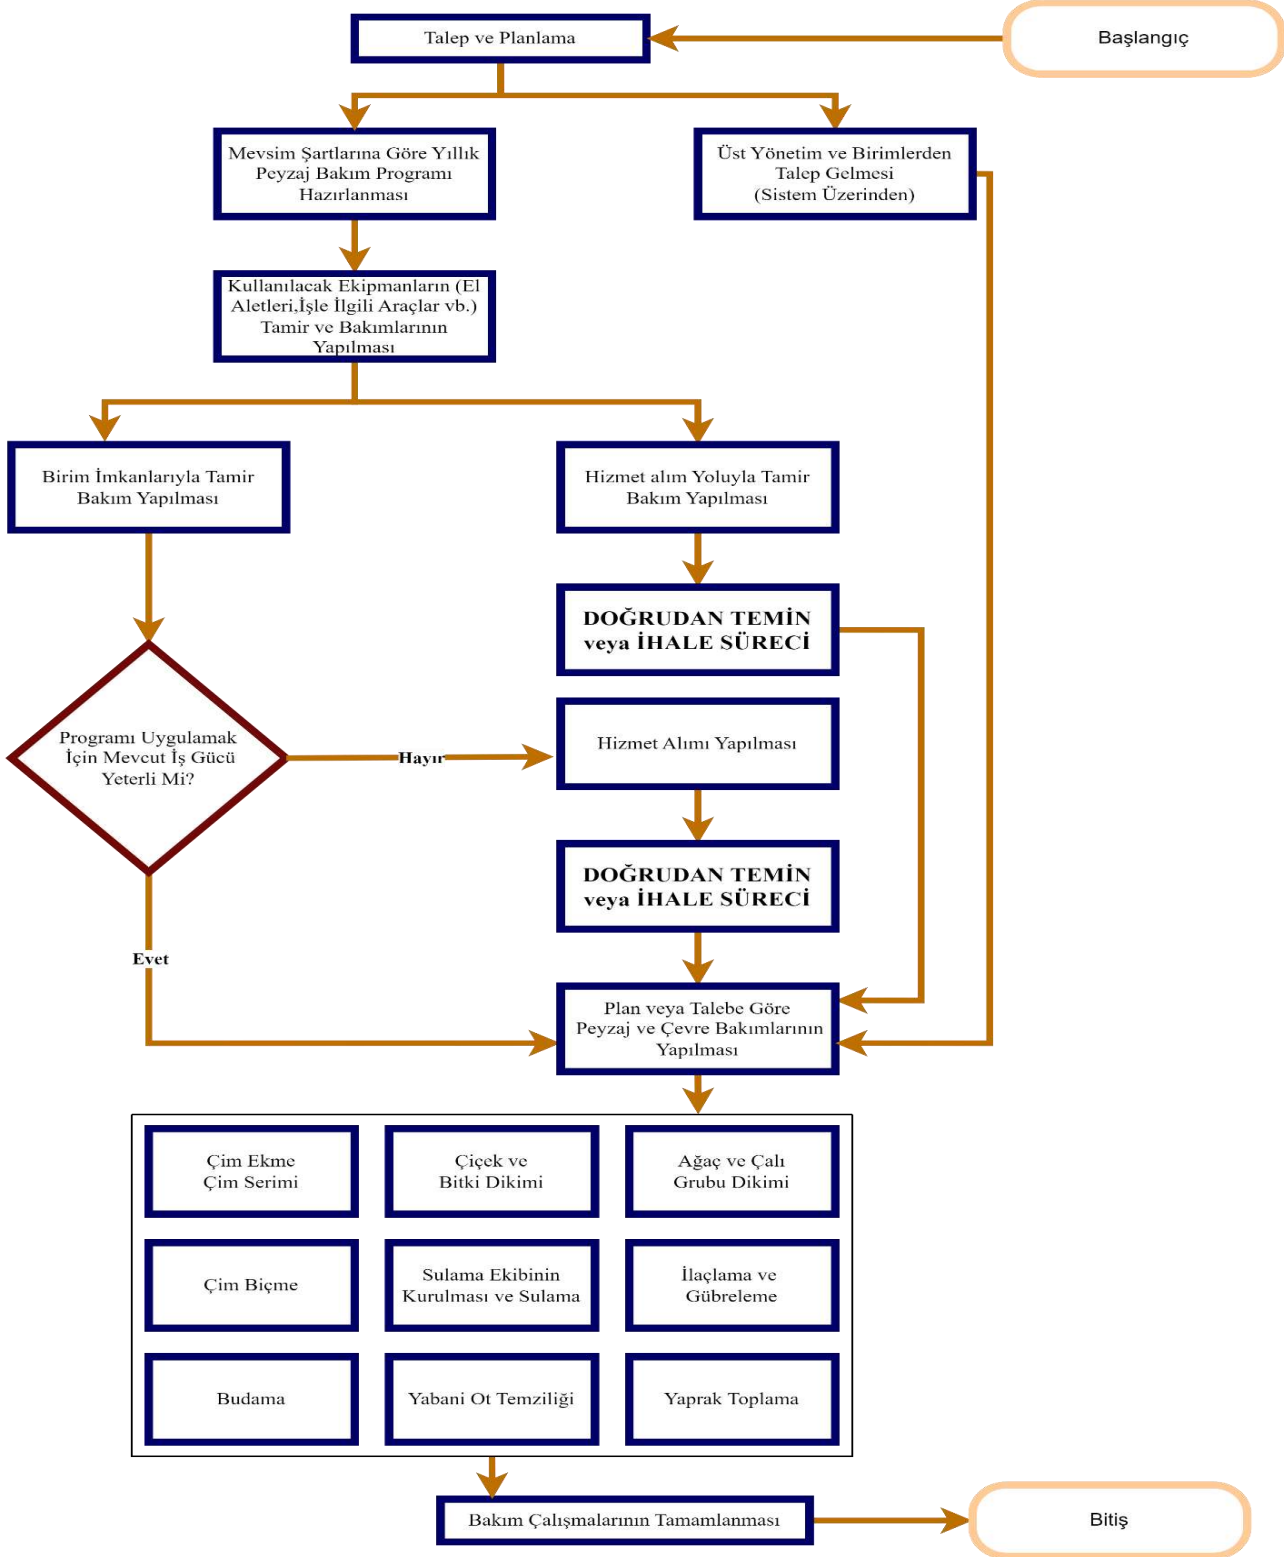 Talep ve Planlama
Başlangıç
Mevsim Şartlarına Göre Yıllık
Peyzaj Bakım Programı
Hazırlanması
Üst Yönetim ve Birimlerden
Talep Gelmesi
(Sistem Üzerinden)
Kullanılacak Ekipmanların (El
Aletleri,İşle İlgili Araçlar vb.)
Tamir ve Bakımlarının
Yapılması
Birim İmkanlarıyla Tamir
Bakım Yapılması
Hizmet alım Yoluyla Tamir
Bakım Yapılması
DOĞRUDAN TEMİN
veya İHALE SÜRECİ
Programı Uygulamak
İçin Mevcut İş Gücü
Yeterli Mi?
Hayır
Hizmet Alımı Yapılması
DOĞRUDAN TEMİN
veya İHALE SÜRECİ
Evet
Plan veya Talebe Göre
Peyzaj ve Çevre Bakımlarının
Yapılması
Çim Ekme
Çim Serimi
Çiçek ve
Bitki Dikimi
Ağaç ve Çalı
Grubu Dikimi
Çim Biçme
Sulama Ekibinin
Kurulması ve Sulama
İlaçlama ve
Gübreleme
Budama
Yabani Ot Temziliği
Yaprak Toplama
Bakım Çalışmalarının Tamamlanması
Bitiş